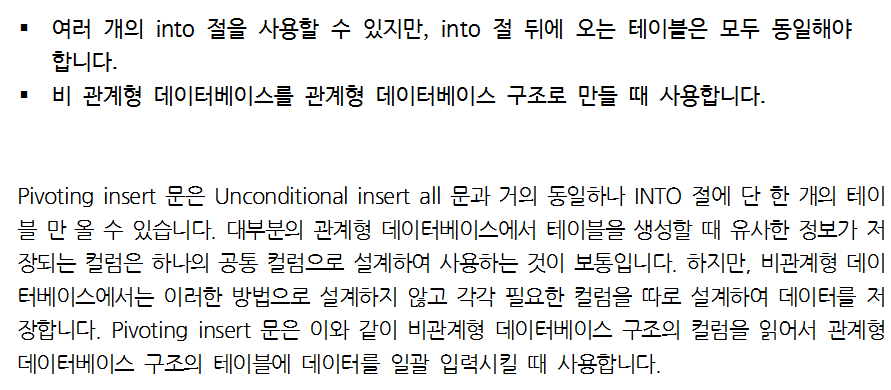 ▪ 여러 개의 into 절을 사용할 수 있지만, into 절 뒤에 오는 테이블은 모두 동일해야
합니다.
▪ 비 관계형 데이터베이스를 관계형 데이터베이스 구조로 만들 때 사용합니다.
Pivoting insert 문은 Unconditional insert all 문과 거의 동일하나 INTO 절에 단 한 개의 테이
블 만 올 수 있습니다. 대부분의 관계형 데이터베이스에서 테이블을 생성할 때 유사한 정보가 저
장되는 컬럼은 하나의 공통 컬럼으로 설계하여 사용하는 것이 보통입니다. 하지만, 비관계형 데이
터베이스에서는 이러한 방법으로 설계하지 않고 각각 필요한 컬럼을 따로 설계하여 데이터를 저
장합니다. Pivoting insert 문은 이와 같이 비관계형 데이터베이스 구조의 컬럼을 읽어서 관계형
데이터베이스 구조의 테이블에 데이터를 일괄 입력시킬 때 사용합니다.